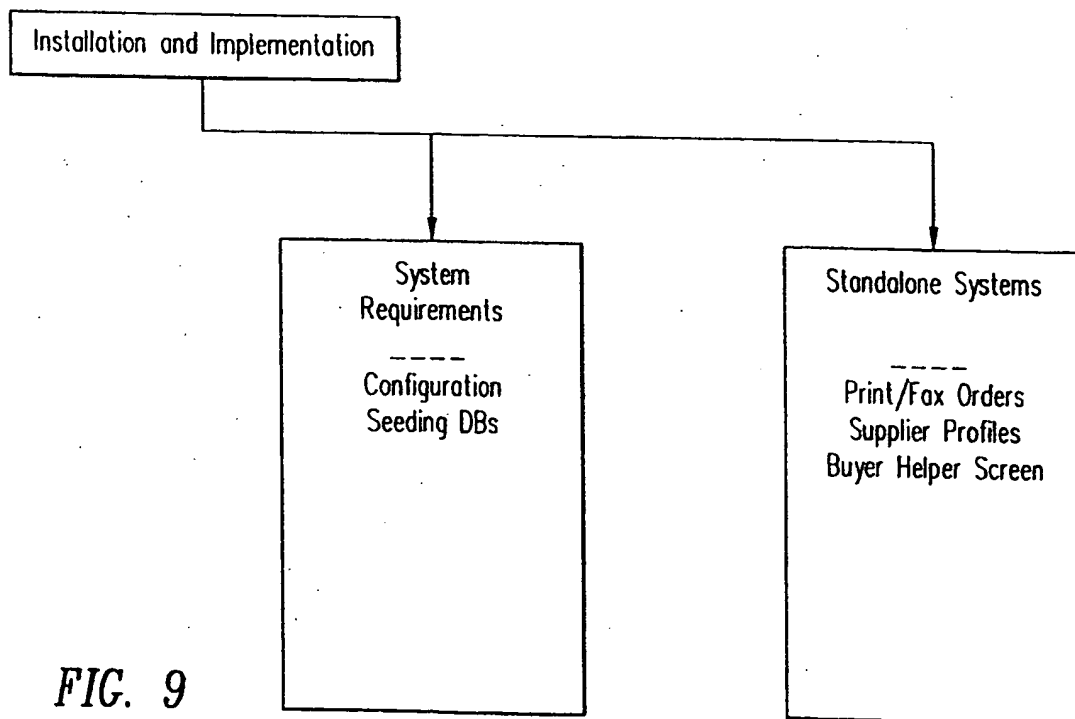 Installation and Implementation
System
Requirements
----
Configuration
Seeding DBs
Standalone Systems
----
Print/Fax Orders
Supplier Profiles
Buyer Helper Screen
FIG. 9